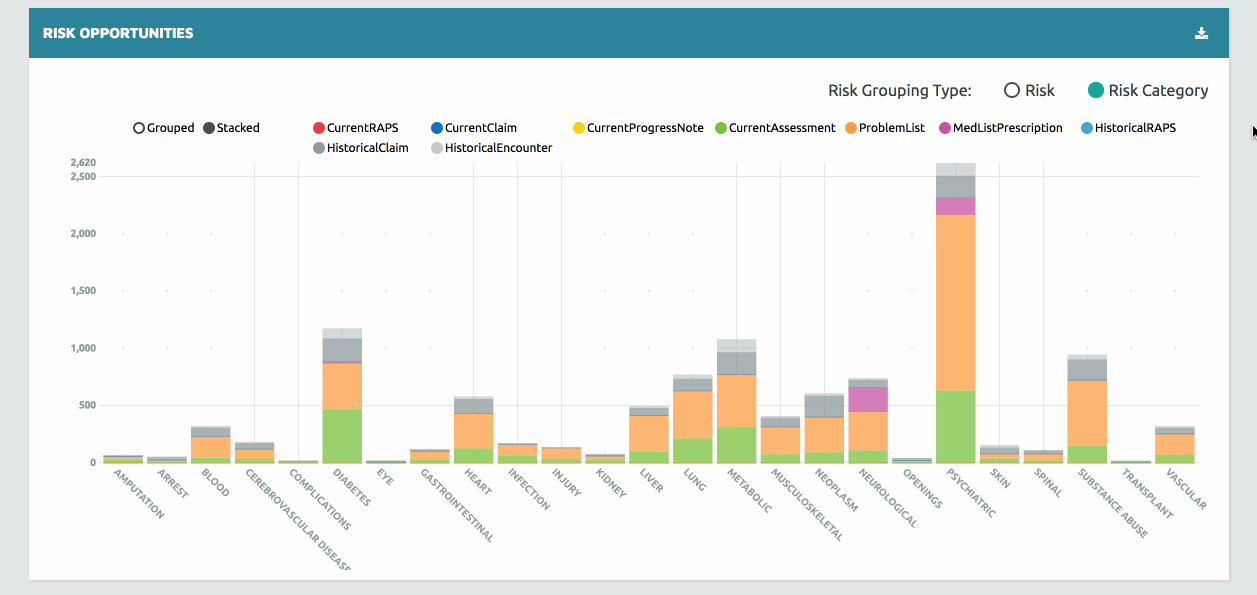 RISK OPPORTUNITIES
Risk Grouping Type: Risk Risk Category
Grouped Stacked CurrentRAPS CurrentClaim CurrentProgressNote CurrentAssessment ProblemList MedListPrescription HistoricalRAPS
HistoricalClaim HistoricalEncounter
2,620
2,500
2,000
1,500
1,000
500
0
AMPUTATION
ARREST
BLOOD
CEREBROVASCULAR DISEASE
COMPLICATIONS
DIABETES
EYE
GASTROINTESTINAL
HEART
INFECTION
INJURY
KIDNEY
LIVER
LUNG
METABOLIC
MUSCULOSKELETAL
NEOPLASM
NEUROLOGICAL
OPENINGS
PSYCHIATRIC
SKIN
SPINAL
SUBSTANCE ABUSE
TRANSPLANT
VASCULAR